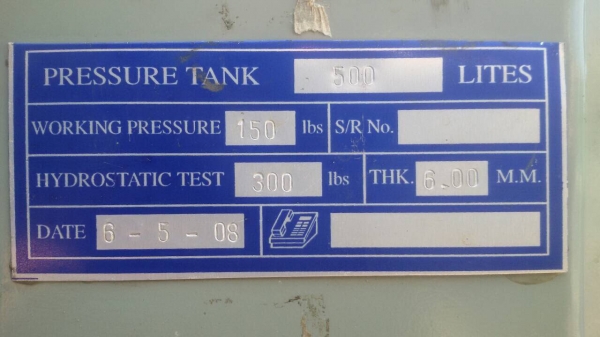 PRESSURE TANK 500 LITES
WORKING PRESSURE 150 lbs S/R No.
HYDROSTATIC TEST 300 lbs THK. 6.00 M.M.
DATE 6 - 5 - 08